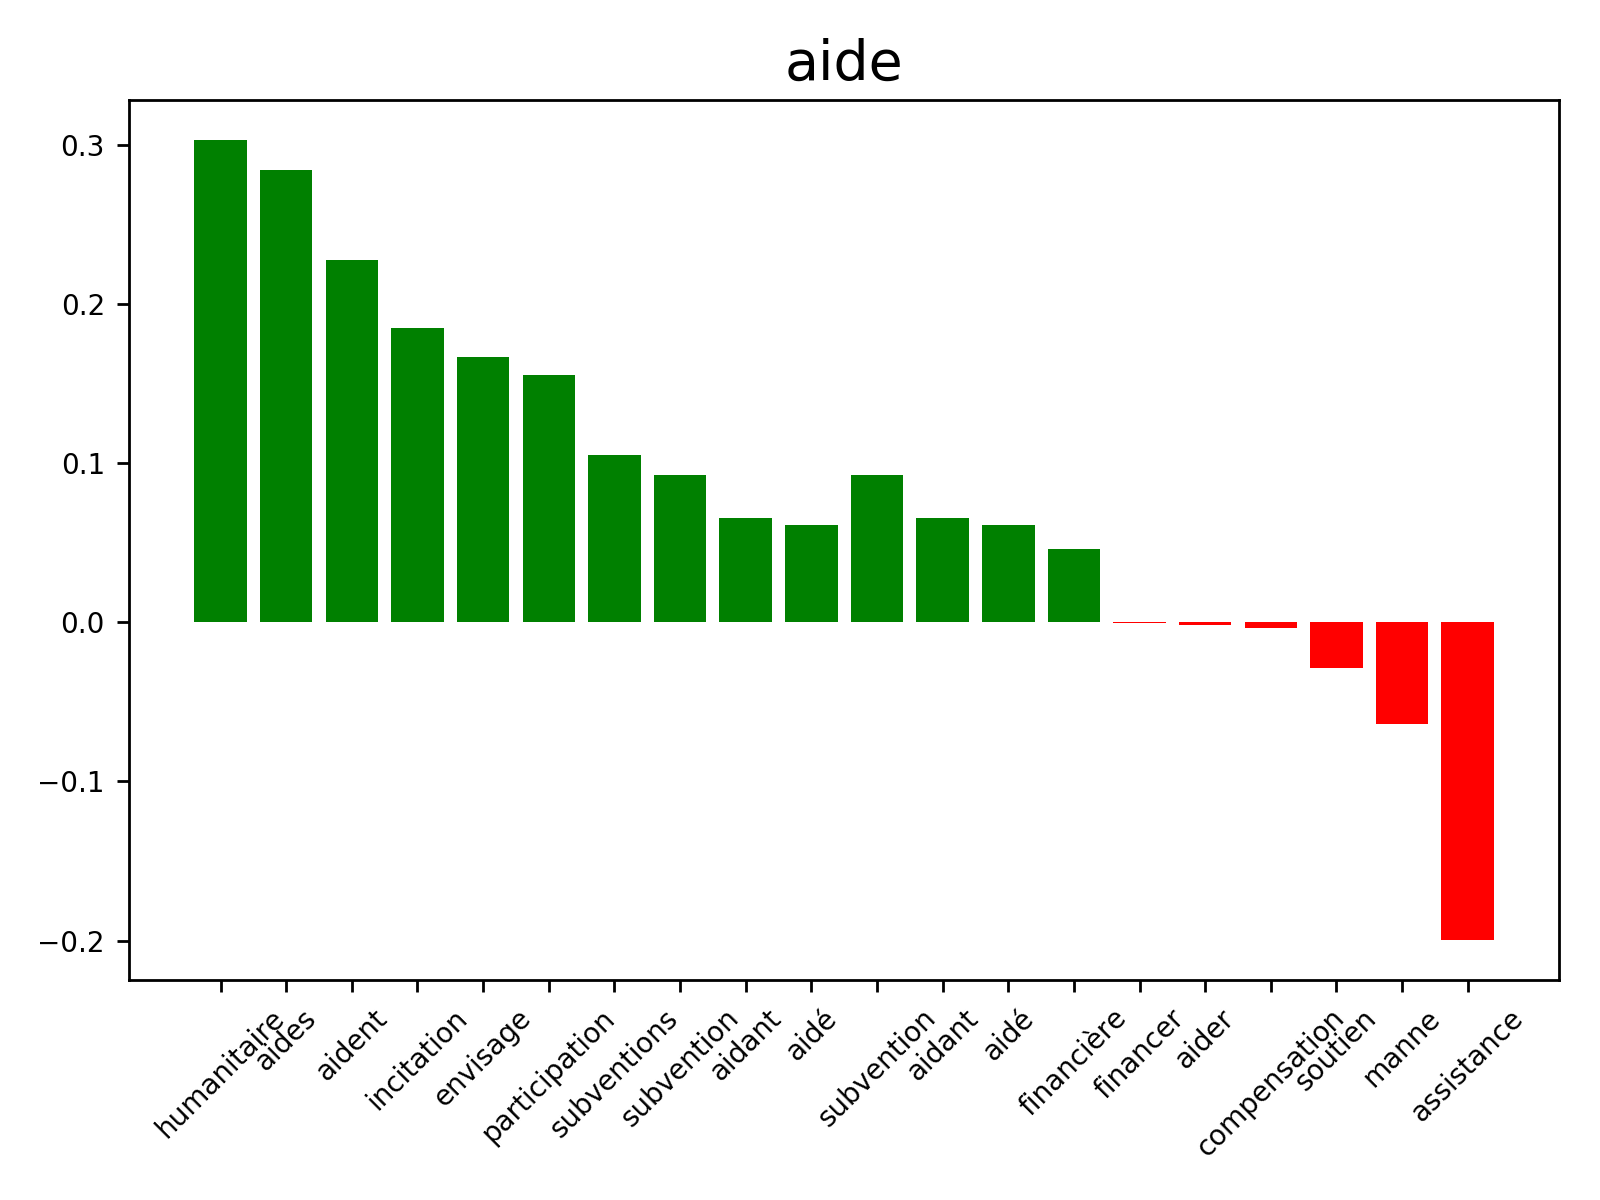 aide
0.3
0.2
0.1
0.0
−0.1
−0.2
humanitaire
aides
aident
incitation
envisage
participation
subventions
subvention
aidant
aidé
subvention
aidant
aidé
financière
financer
aider
compensation
soutien
manne
assistance